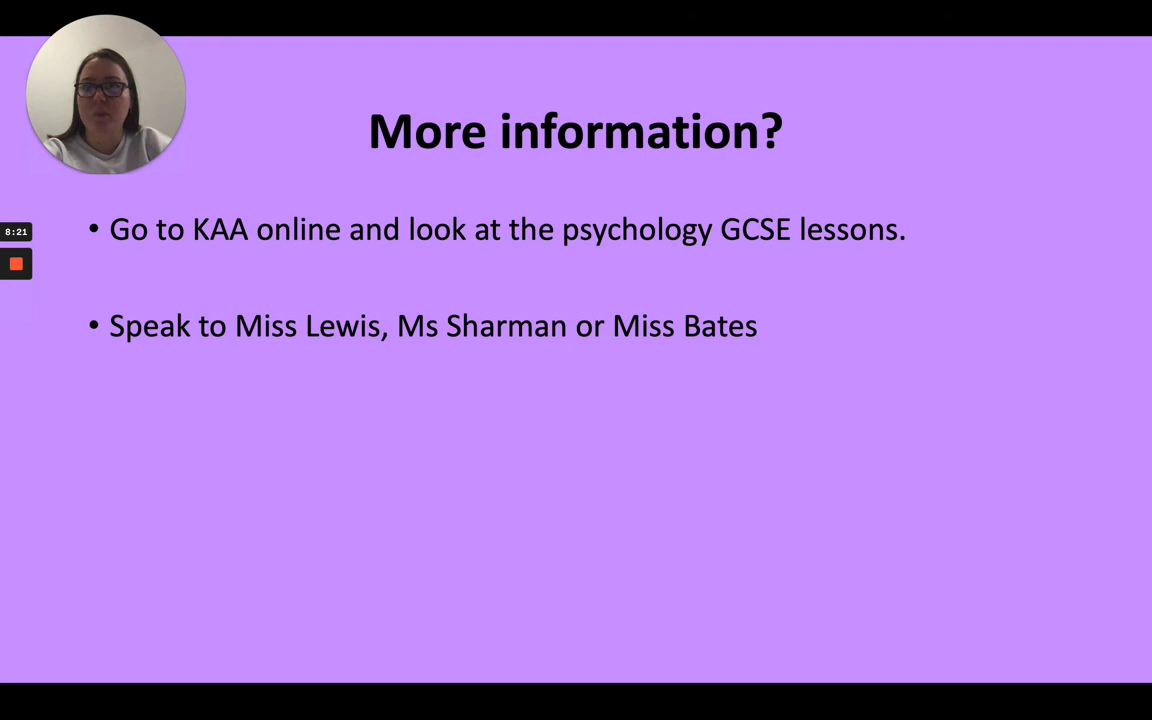 More information?
• Go to KAA online and look at the psychology GCSE lessons.
8:21
• Speak to Miss Lewis, Ms Sharman or Miss Bates